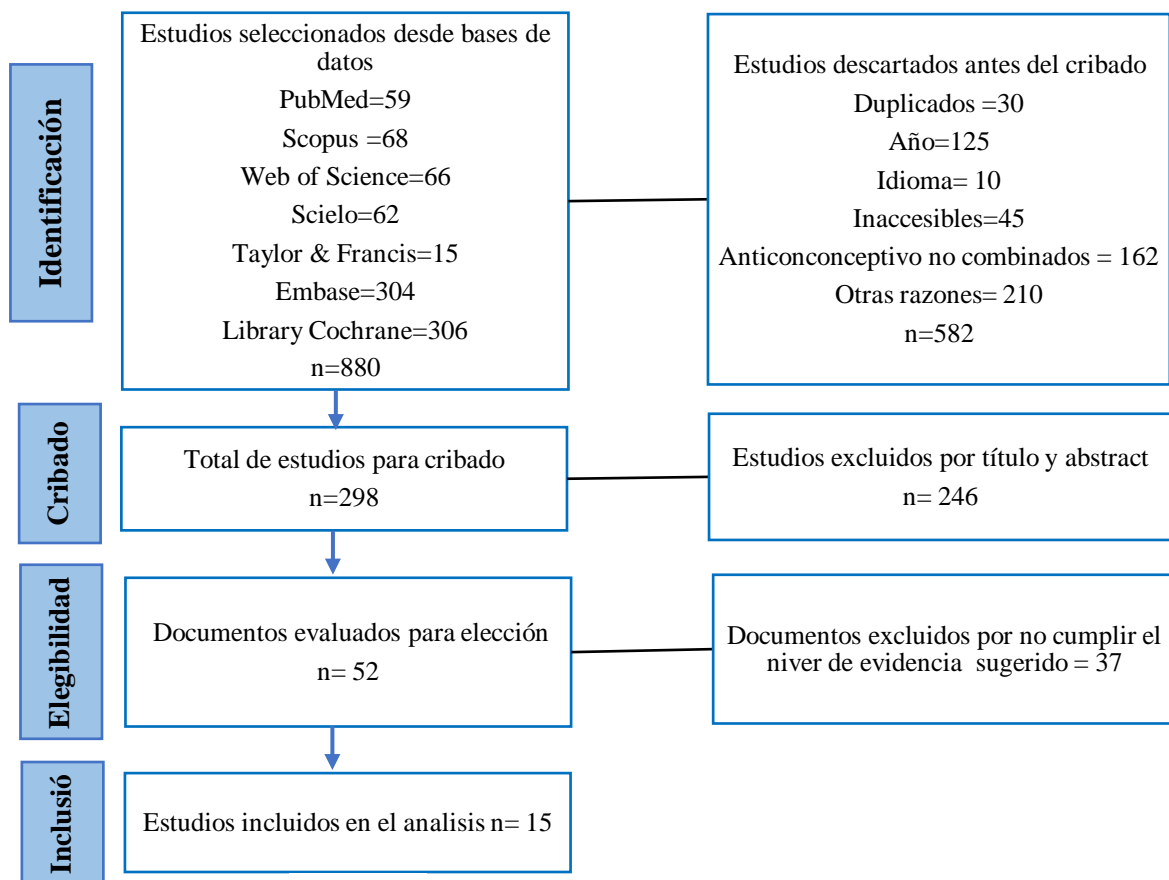 Identificación
Estudios seleccionados desde bases de
datos
PubMed=59
Scopus =68
Web of Science=66
Scielo=62
Taylor & Francis=15
Embase=304
Library Cochrane=306
n=880
Estudios descartados antes del cribado
Duplicados =30
Año=125
Idioma= 10
Inaccesibles=45
Anticonconceptivo no combinados = 162
Otras razones= 210
n=582
Cribado
Total de estudios para cribado
n=298
Estudios excluidos por título y abstract
n= 246
Elegibilidad
Documentos evaluados para elección
n= 52
Documentos excluidos por no cumplir el
niver de evidencia sugerido = 37
Inclusió
Estudios incluidos en el analisis n= 15